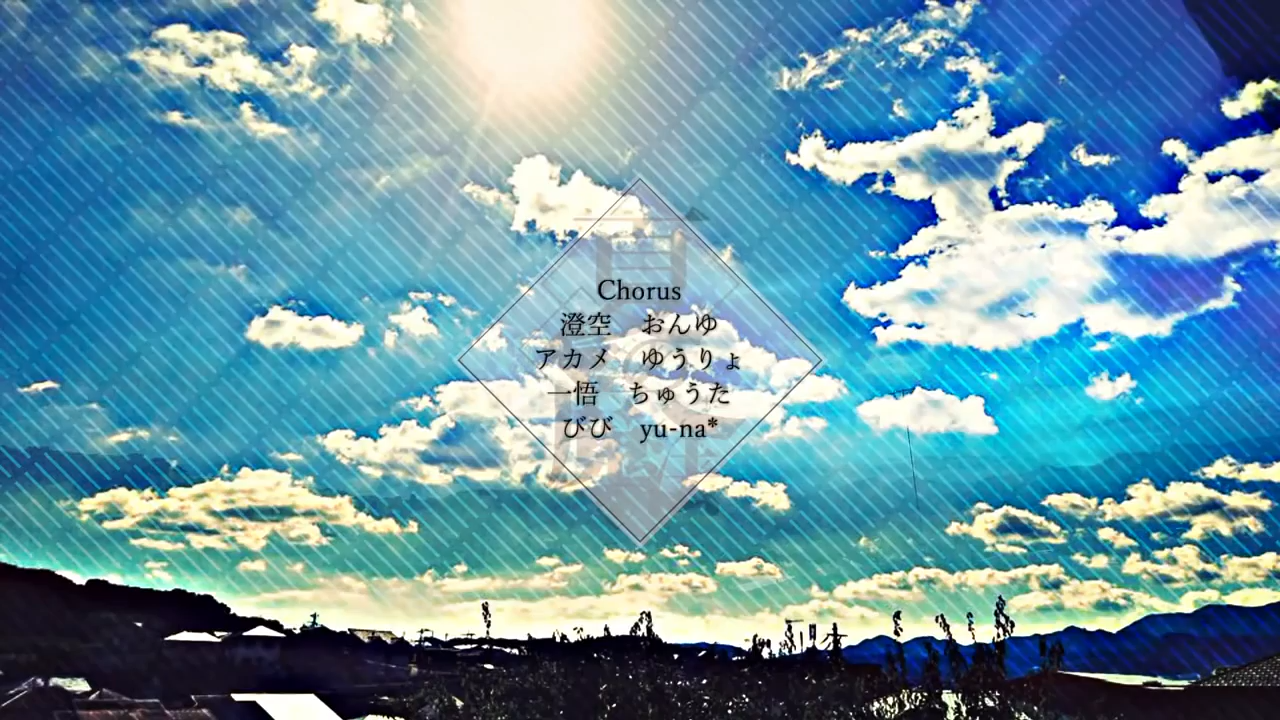 Chorus
澄空　おんゆ
アカメ　ゆうりょ
一悟　ちゅうた
びび　yu-na*